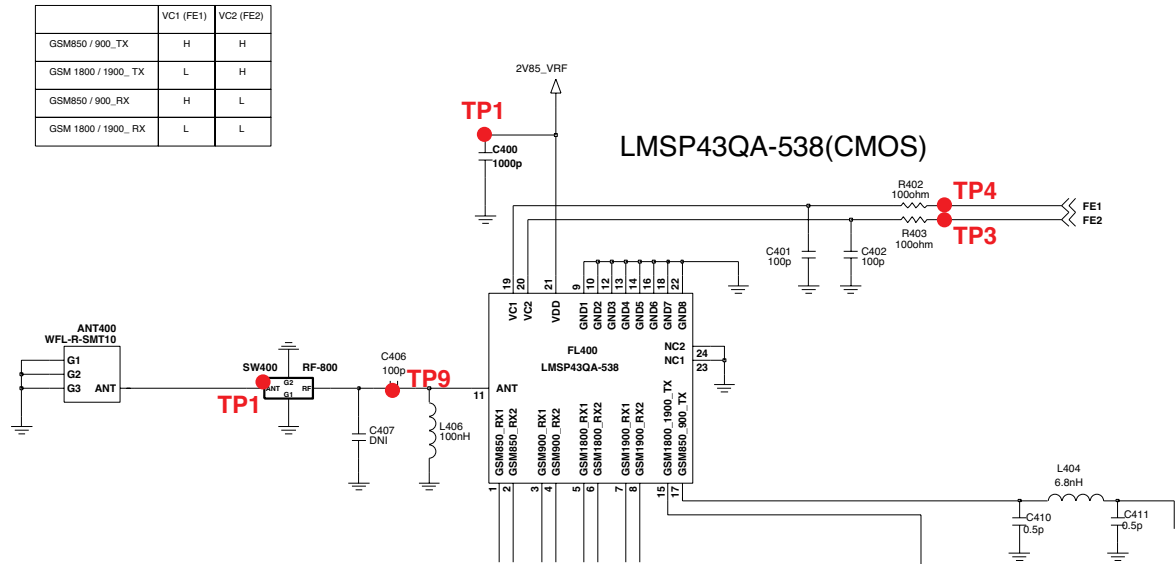 VC1 (FE1) VC2 (FE2)
GSM850 / 900_TX H H
GSM 1800 / 1900_ TX L H
GSM850 / 900_RX H L
GSM 1800 / 1900_ RX L L
2V85_VRF
TP1
C400
1000p
LMSP43QA-538(CMOS)
R402
100ohm
TP4
FE1
FE2
R403
100ohm
TP3
C401
100p
C402
100p
19 20 21 9 10 12 13 14 16 18 22
VC1 VC2 VDD GND1 GND2 GND3 GND4 GND5 GND6 GND7 GND8
FL400
LMSP43QA-538
NC2 24
NC1 23
ANT400
WFL-R-SMT10
G1
G2
G3 ANT
SW400 RF-800
G2
ANT RF
G1
TP1
C406
100p
TP9
ANT
11
C407
DNI
L406
100nH
GSM850_RX1 GSM850_RX2 GSM900_RX1 GSM900_RX2 GSM1800_RX1 GSM1800_RX2 GSM1900_RX1 GSM1900_RX2 GSM1800_1900_TX GSM850_900_TX
1 2 3 4 5 6 7 8 15 17
L404
6.8nH
C410
0.5p
C411
0.5p